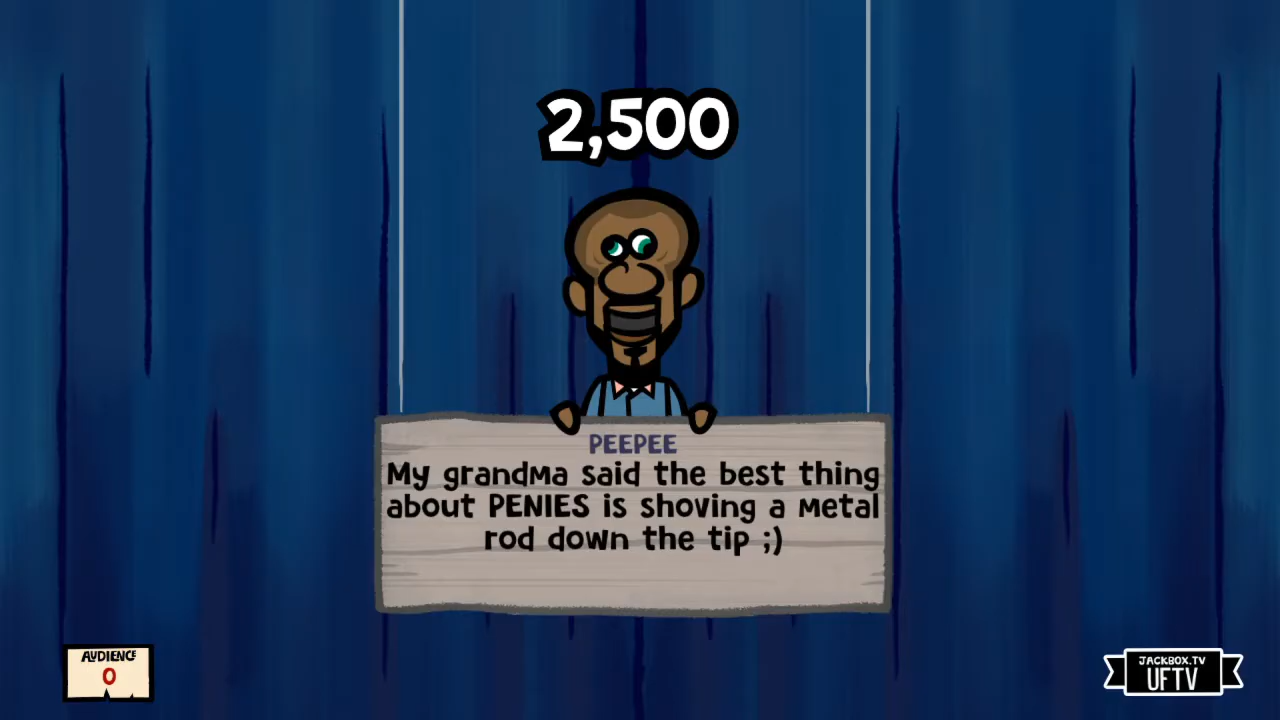 2,500
PEEPEE
My grandma said the best thing
about PENIES is shoving a metal
rod down the tip ;)
AUDIENCE
0
JACKBOX.TV
UFTV